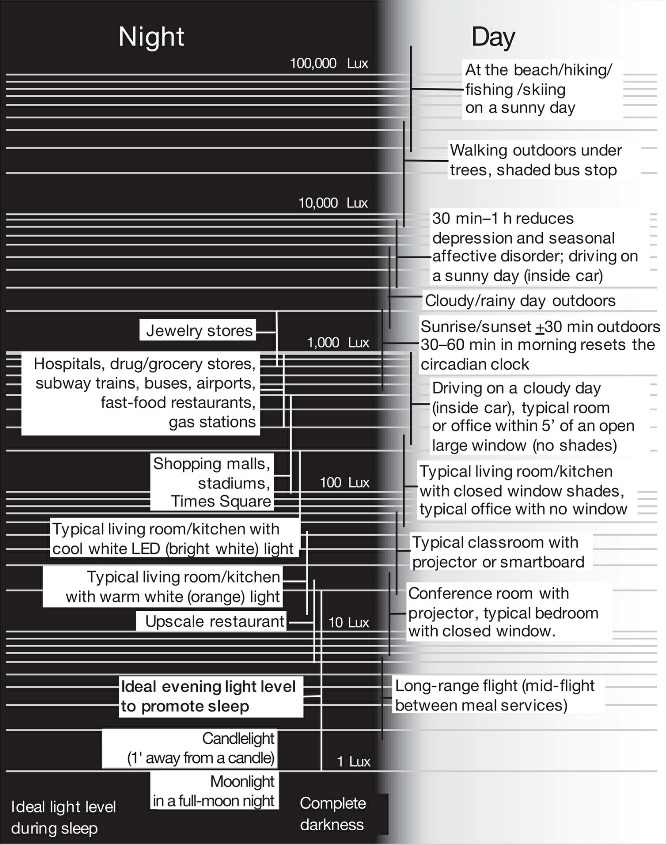 Night
Day
100,000 Lux
At the beach/hiking/
fishing /skiing
on a sunny day
Walking outdoors under
trees, shaded bus stop
10,000 Lux
30 min–1 h reduces
depression and seasonal
affective disorder; driving on
a sunny day (inside car)
Cloudy/rainy day outdoors
Jewelry stores
1,000 Lux
Sunrise/sunset ±30 min outdoors
30–60 min in morning resets the
circadian clock
Hospitals, drug/grocery stores,
subway trains, buses, airports,
fast-food restaurants,
gas stations
Driving on a cloudy day
(inside car), typical room
or office within 5’ of an open
large window (no shades)
Shopping malls,
stadiums,
Times Square
100 Lux
Typical living room/kitchen
with closed window shades,
typical office with no window
Typical living room/kitchen with
cool white LED (bright white) light
Typical classroom with
projector or smartboard
Typical living room/kitchen
with warm white (orange) light
Conference room with
projector, typical bedroom
with closed window.
Upscale restaurant
10 Lux
Ideal evening light level
to promote sleep
Long-range flight (mid-flight
between meal services)
Candlelight
(1' away from a candle)
1 Lux
Moonlight
in a full-moon night
Ideal light level
during sleep
Complete
darkness